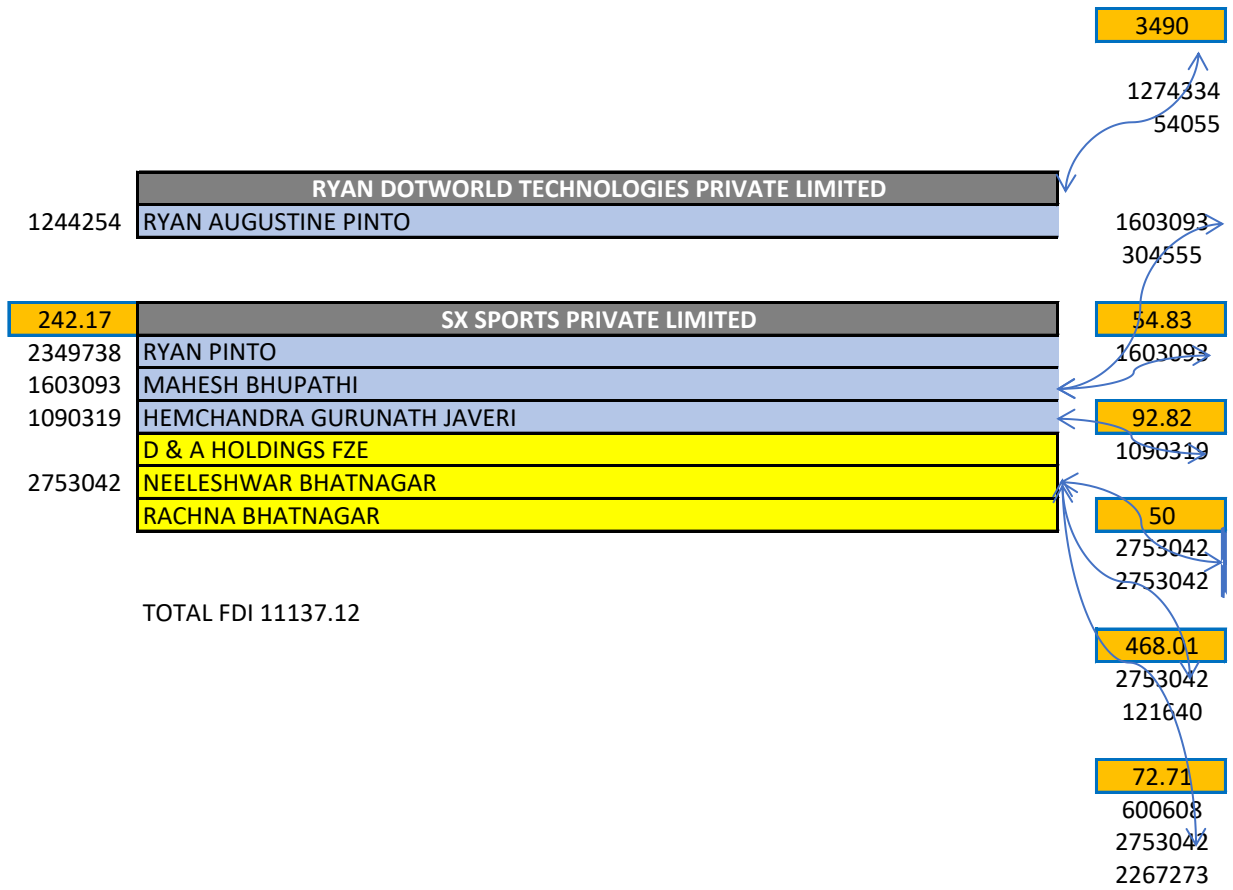 3490
1274334
54055
RYAN DOTWORLD TECHNOLOGIES PRIVATE LIMITED
1244254 RYAN AUGUSTINE PINTO 1603093
304555
242.17 SX SPORTS PRIVATE LIMITED 54.83
2349738 RYAN PINTO 1603093
1603093 MAHESH BHUPATHI
1090319 HEMCHANDRA GURUNATH JAVERI 92.82
D & A HOLDINGS FZE 1090319
2753042 NEELESHWAR BHATNAGAR
RACHNA BHATNAGAR 50
2753042
2753042
TOTAL FDI 11137.12
468.01
2753042
121640
72.71
600608
2753042
2267273